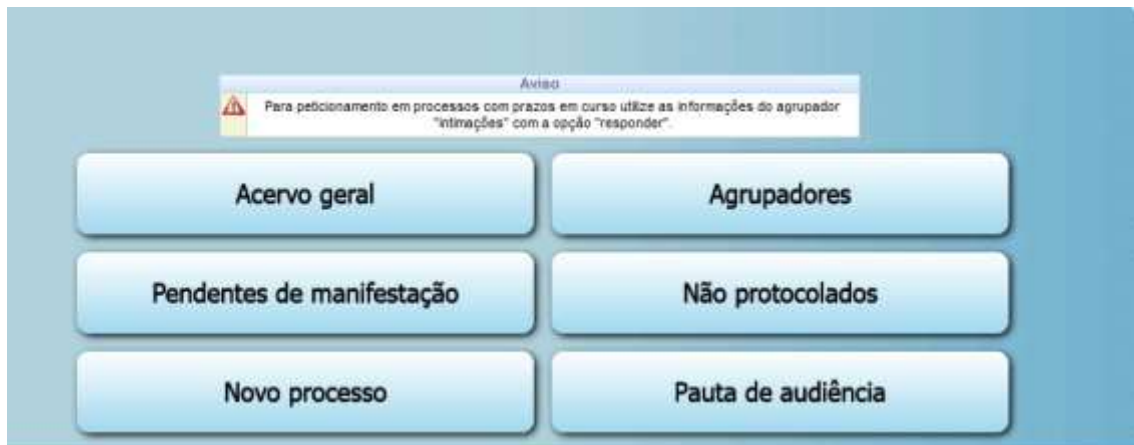 Aviso
Para peticionamento em processos com prazos em curso utilize as informações do agrupador
"intimações" com a opção "responder".
Acervo geral
Agrupadores
Pendentes de manifestação
Não protocolados
Novo processo
Pauta de audiência